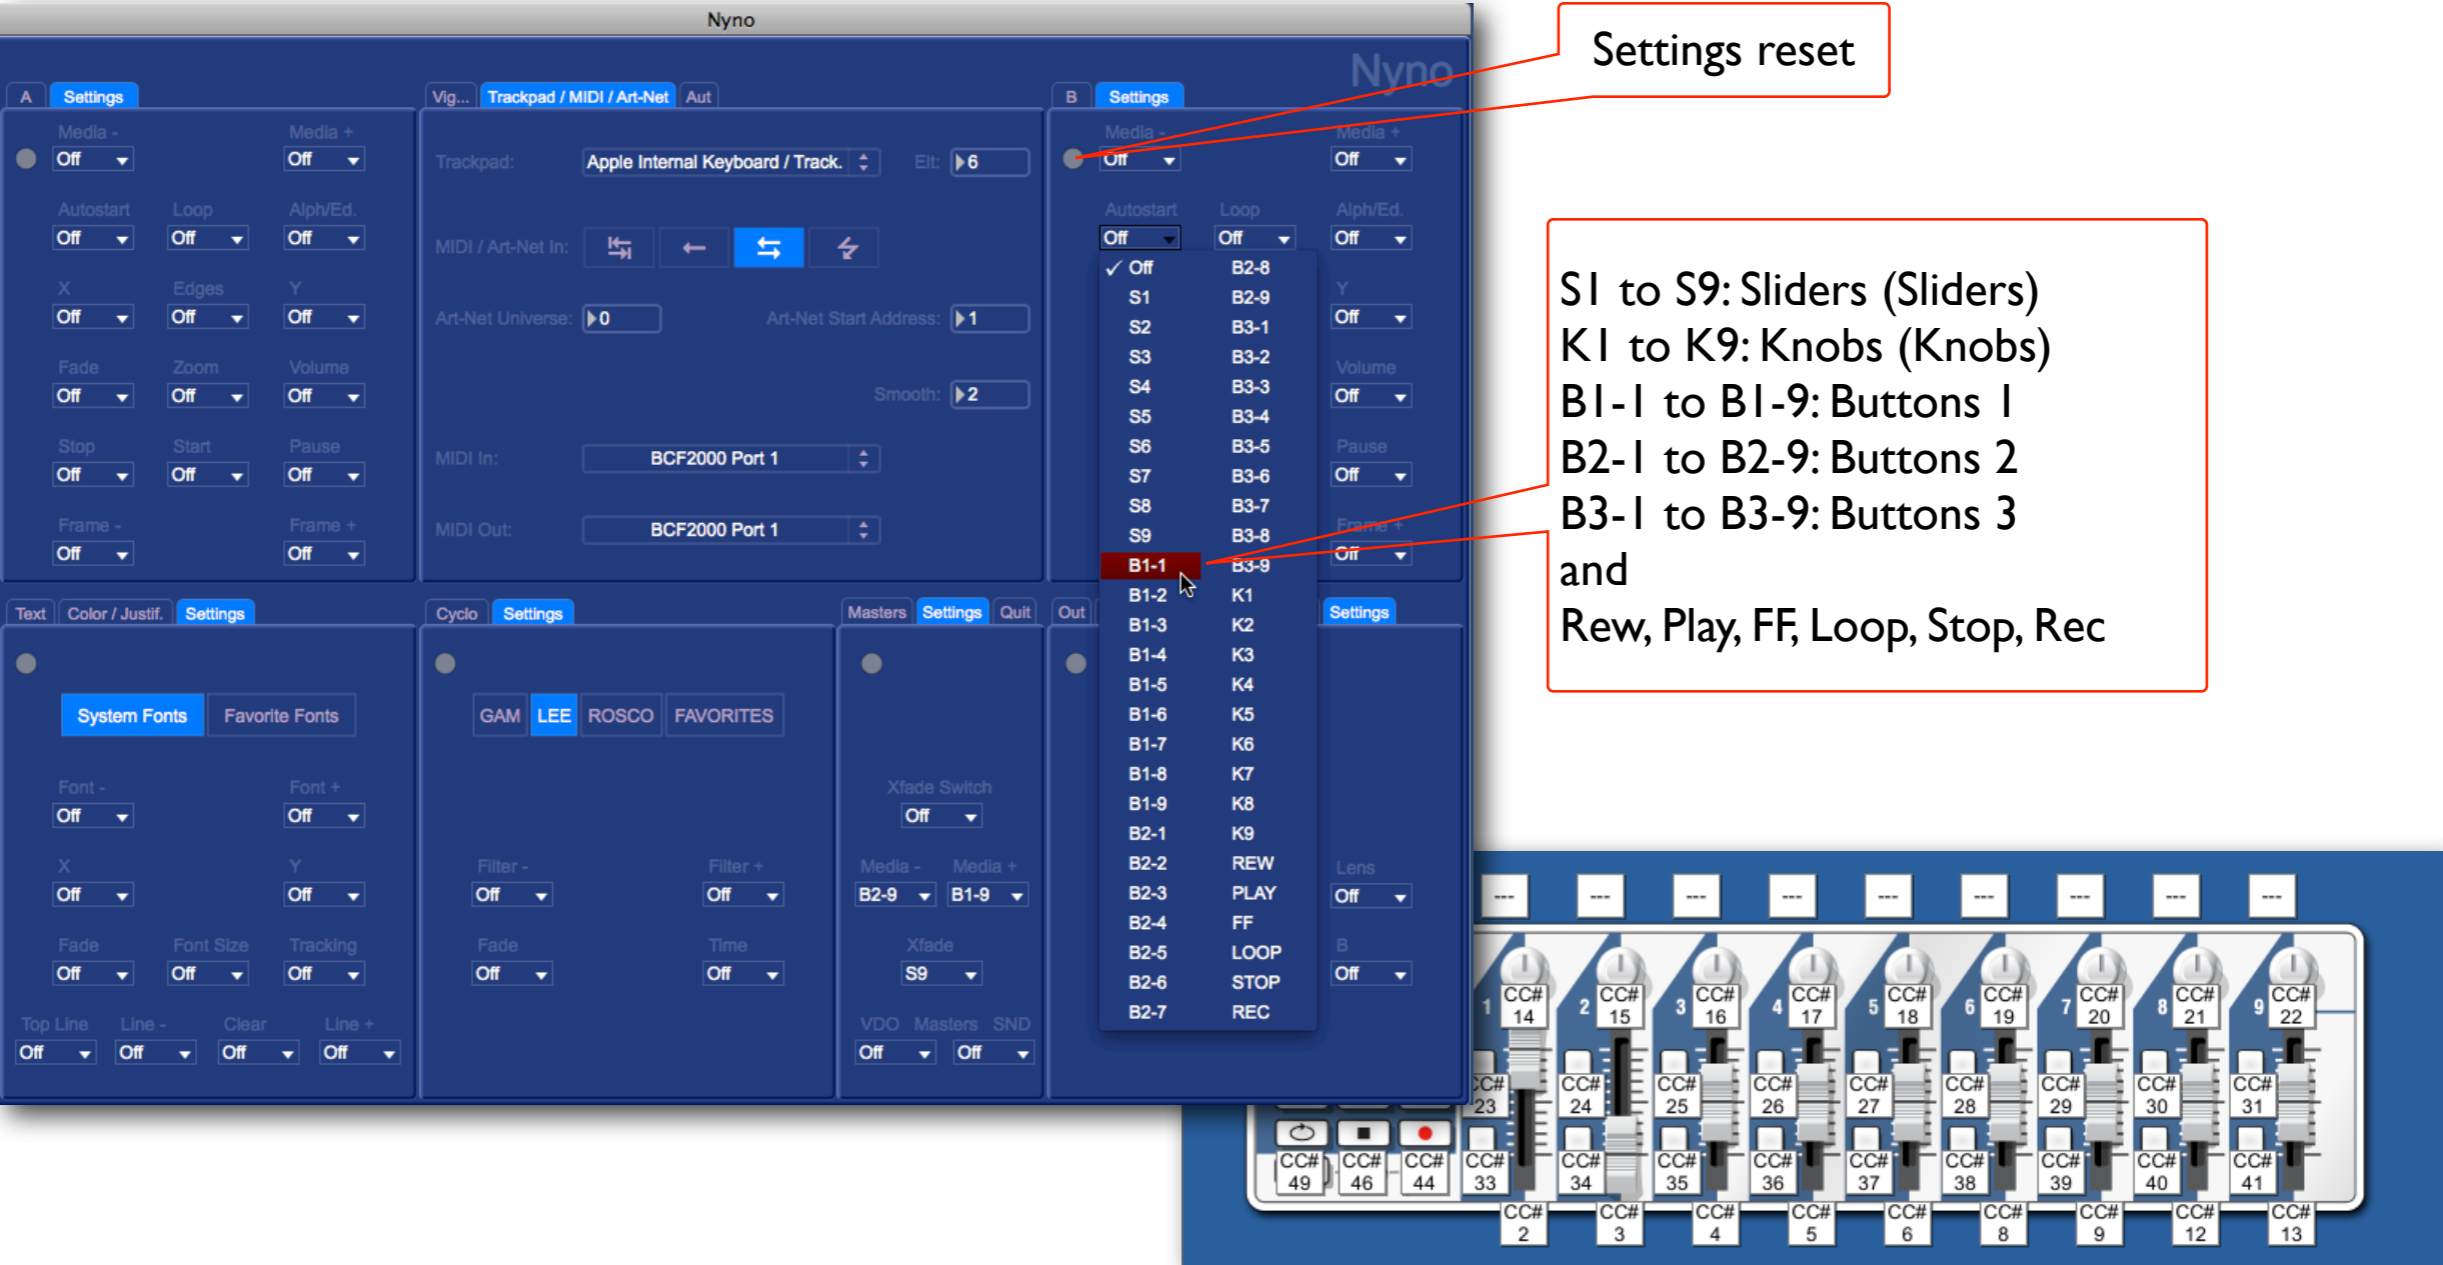 Nyno
Nyno
Settings reset
A Settings
Media - Media +
Off Off
Autostart Loop Alph/Ed.
Off Off Off
X Edges Y
Off Off Off
Fade Zoom Volume
Off Off Off
Stop Start Pause
Off Off Off
Frame - Frame +
Off Off
Vig... Trackpad / MIDI / Art-Net Aut
Trackpad: Apple Internal Keyboard / Track. Elt: 6
MIDI / Art-Net In:
Art-Net Universe: 0 Art-Net Start Address: 1
Smooth: 2
MIDI In: BCF2000 Port 1
MIDI Out: BCF2000 Port 1
B Settings
Media - Media +
Off Off
Autostart Loop Alph/Ed.
Off Off Off
Y
Off
Volume
Off
Pause
Off
Frame +
Off
✓ Off B2-8
S1 B2-9
S2 B3-1
S3 B3-2
S4 B3-3
S5 B3-4
S6 B3-5
S7 B3-6
S8 B3-7
S9 B3-8
B1-1 B3-9
B1-2 K1
B1-3 K2
B1-4 K3
B1-5 K4
B1-6 K5
B1-7 K6
B1-8 K7
B1-9 K8
B2-1 K9
B2-2 REW
B2-3 PLAY
B2-4 FF
B2-5 LOOP
B2-6 STOP
B2-7 REC
S1 to S9: Sliders (Sliders)
K1 to K9: Knobs (Knobs)
B1-1 to B1-9: Buttons 1
B2-1 to B2-9: Buttons 2
B3-1 to B3-9: Buttons 3
and
Rew, Play, FF, Loop, Stop, Rec
Text Color / Justif. Settings
System Fonts Favorite Fonts
Font - Font +
Off Off
X Y
Off Off
Fade Font Size Tracking
Off Off Off
Top Line Line - Clear Line +
Off Off Off Off
Cyclo Settings
GAM LEE ROSCO FAVORITES
Filter - Filter +
Off Off
Fade Time
Off Off
Masters Settings Quit
Xfade Switch
Off
Media - Media +
B2-9 B1-9
Xfade
S9
VDO Masters SND
Off Off
Out Settings
Lens
Off
B
Off
--- --- --- --- --- --- --- --- ---
1 2 3 4 5 6 7 8 9
CC# CC# CC# CC# CC# CC# CC# CC# CC#
14 15 16 17 18 19 20 21 22
CC# CC# CC# CC# CC# CC# CC# CC# CC#
23 24 25 26 27 28 29 30 31
CC# CC# CC# CC# CC# CC# CC# CC# CC# CC# CC# CC#
49 46 44 33 34 35 36 37 38 39 40 41
CC# CC# CC# CC# CC# CC# CC# CC# CC#
2 3 4 5 6 8 9 12 13